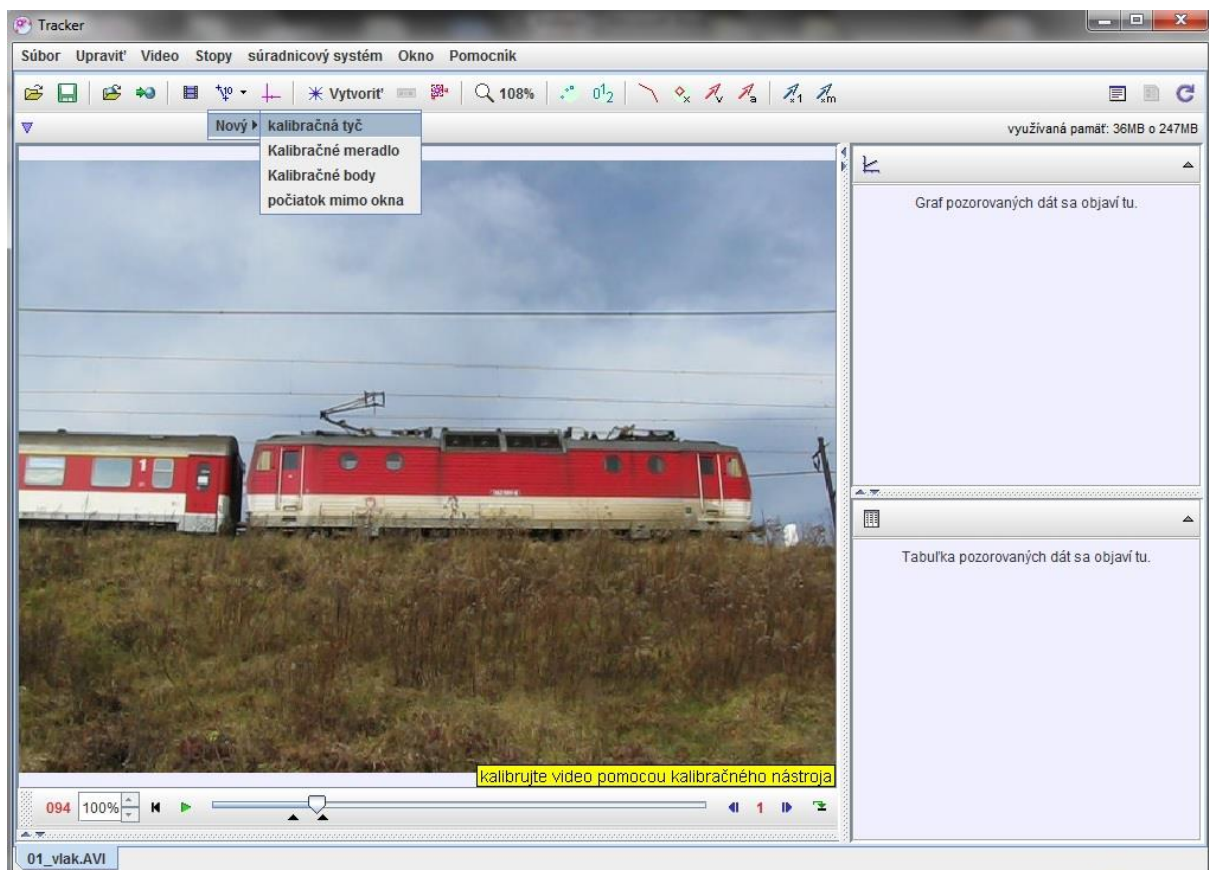 Tracker
Súbor Upraviť Video Stopy súradnicový systém Okno Pomocník
Vytvoriť 108%
Nový kalibračná tyč
Kalibračné meradlo
Kalibračné body
počiatok mimo okna
využívaná pamäť: 36MB o 247MB
Graf pozorovaných dát sa objaví tu.
1
Tabuľka pozorovaných dát sa objaví tu.
kalibrujte video pomocou kalibračného nástroja
094 100% 1
01_vlak.AVI